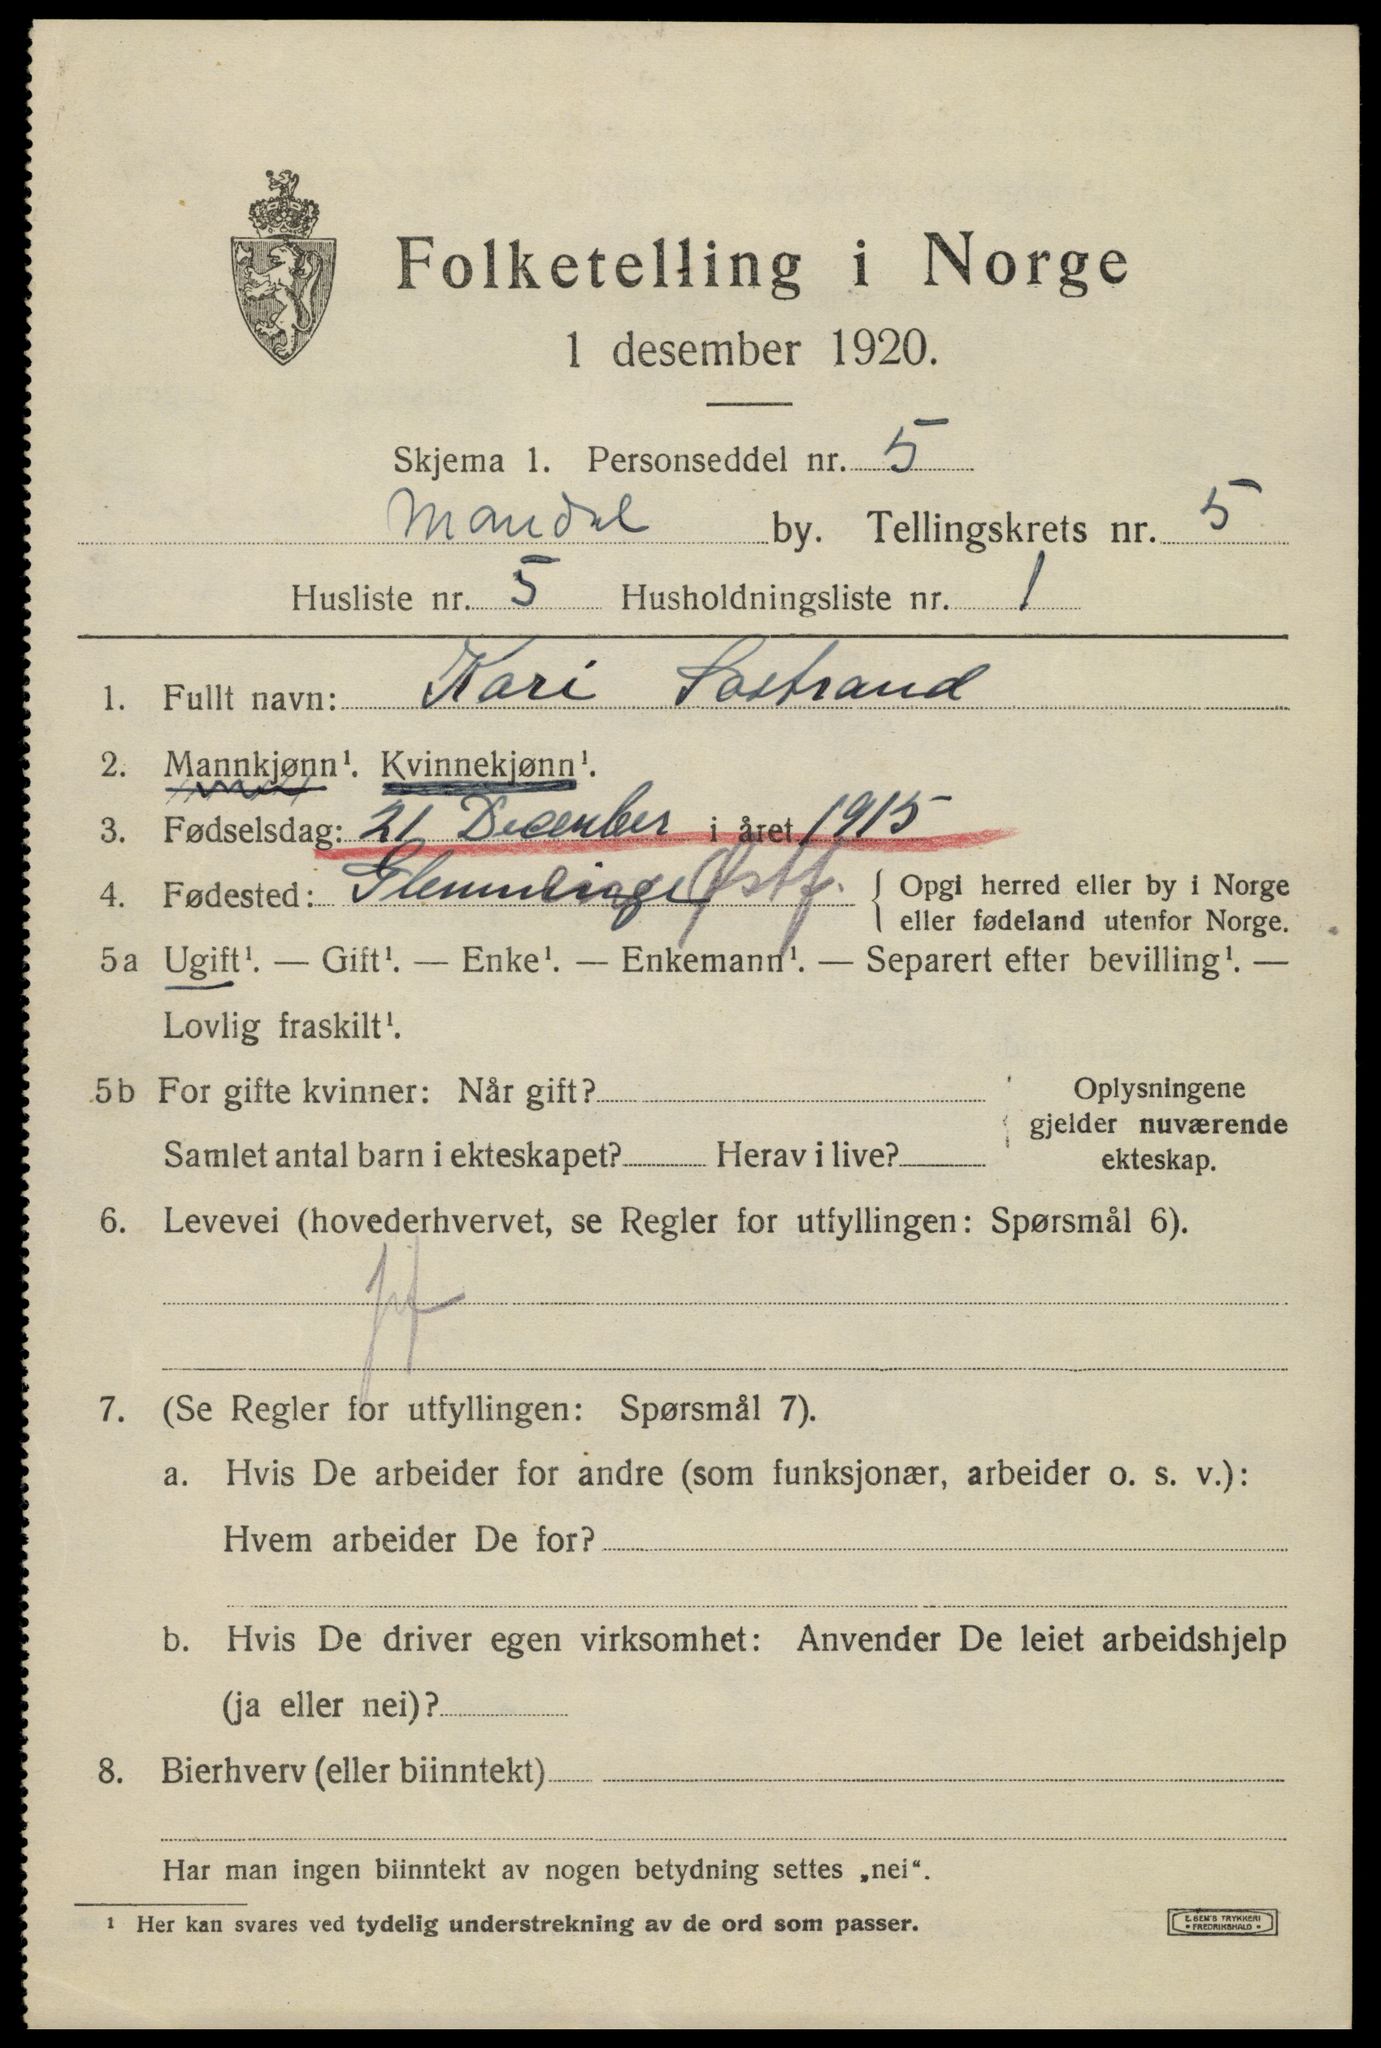 Folketelling i Norge
1 desember 1920.
Skjema 1. Personseddel nr. 5
Mandal by. Tellingskrets nr. 5
Husliste nr. 5 Husholdningsliste nr. 1
1. Fullt navn: Kari Sostrand
2. Mannkjønn¹. Kvinnekjønn¹.
3. Fødselsdag: 21 December i året 1915
4. Fødested: Østf. { Opgi herred eller by i Norge
eller fødeland utenfor Norge.
5a Ugift¹. — Gift¹. — Enke¹. — Enkemann¹. — Separert efter bevilling¹. —
Lovlig fraskilt¹.
5b For gifte kvinner: Når gift? Oplysningene
gjelder nuværende
Samlet antal barn i ekteskapet? Herav i live? ekteskap.
6. Levevei (hovederhvervet, se Regler for utfyllingen: Spørsmål 6).
7. (Se Regler for utfyllingen: Spørsmål 7).
a. Hvis De arbeider for andre (som funksjonær, arbeider o. s. v.):
Hvem arbeider De for?
b. Hvis De driver egen virksomhet: Anvender De leiet arbeidshjelp
(ja eller nei)?
8. Bierhverv (eller biinntekt)
Har man ingen biinntekt av nogen betydning settes „nei“.
¹ Her kan svares ved tydelig understrekning av de ord som passer.
E. SEM'S TRYKKERI
• FREDRIKSHALD •